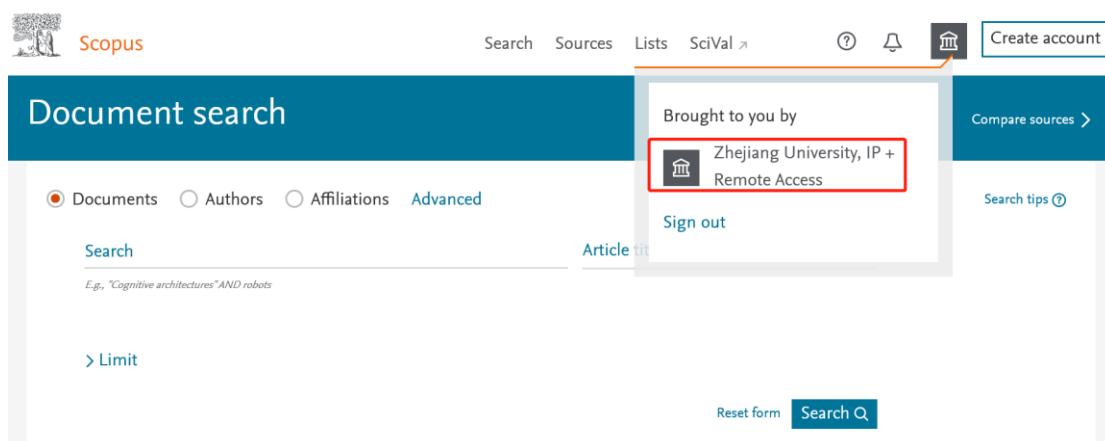 Scopus
Search Sources Lists SciVal
Create account
Document search
Compare sources
Brought to you by
Zhejiang University, IP +
Remote Access
Sign out
Documents Authors Affiliations Advanced
Search tips
Search
Article tit
E.g., "Cognitive architectures" AND robots
Limit
Reset form
Search